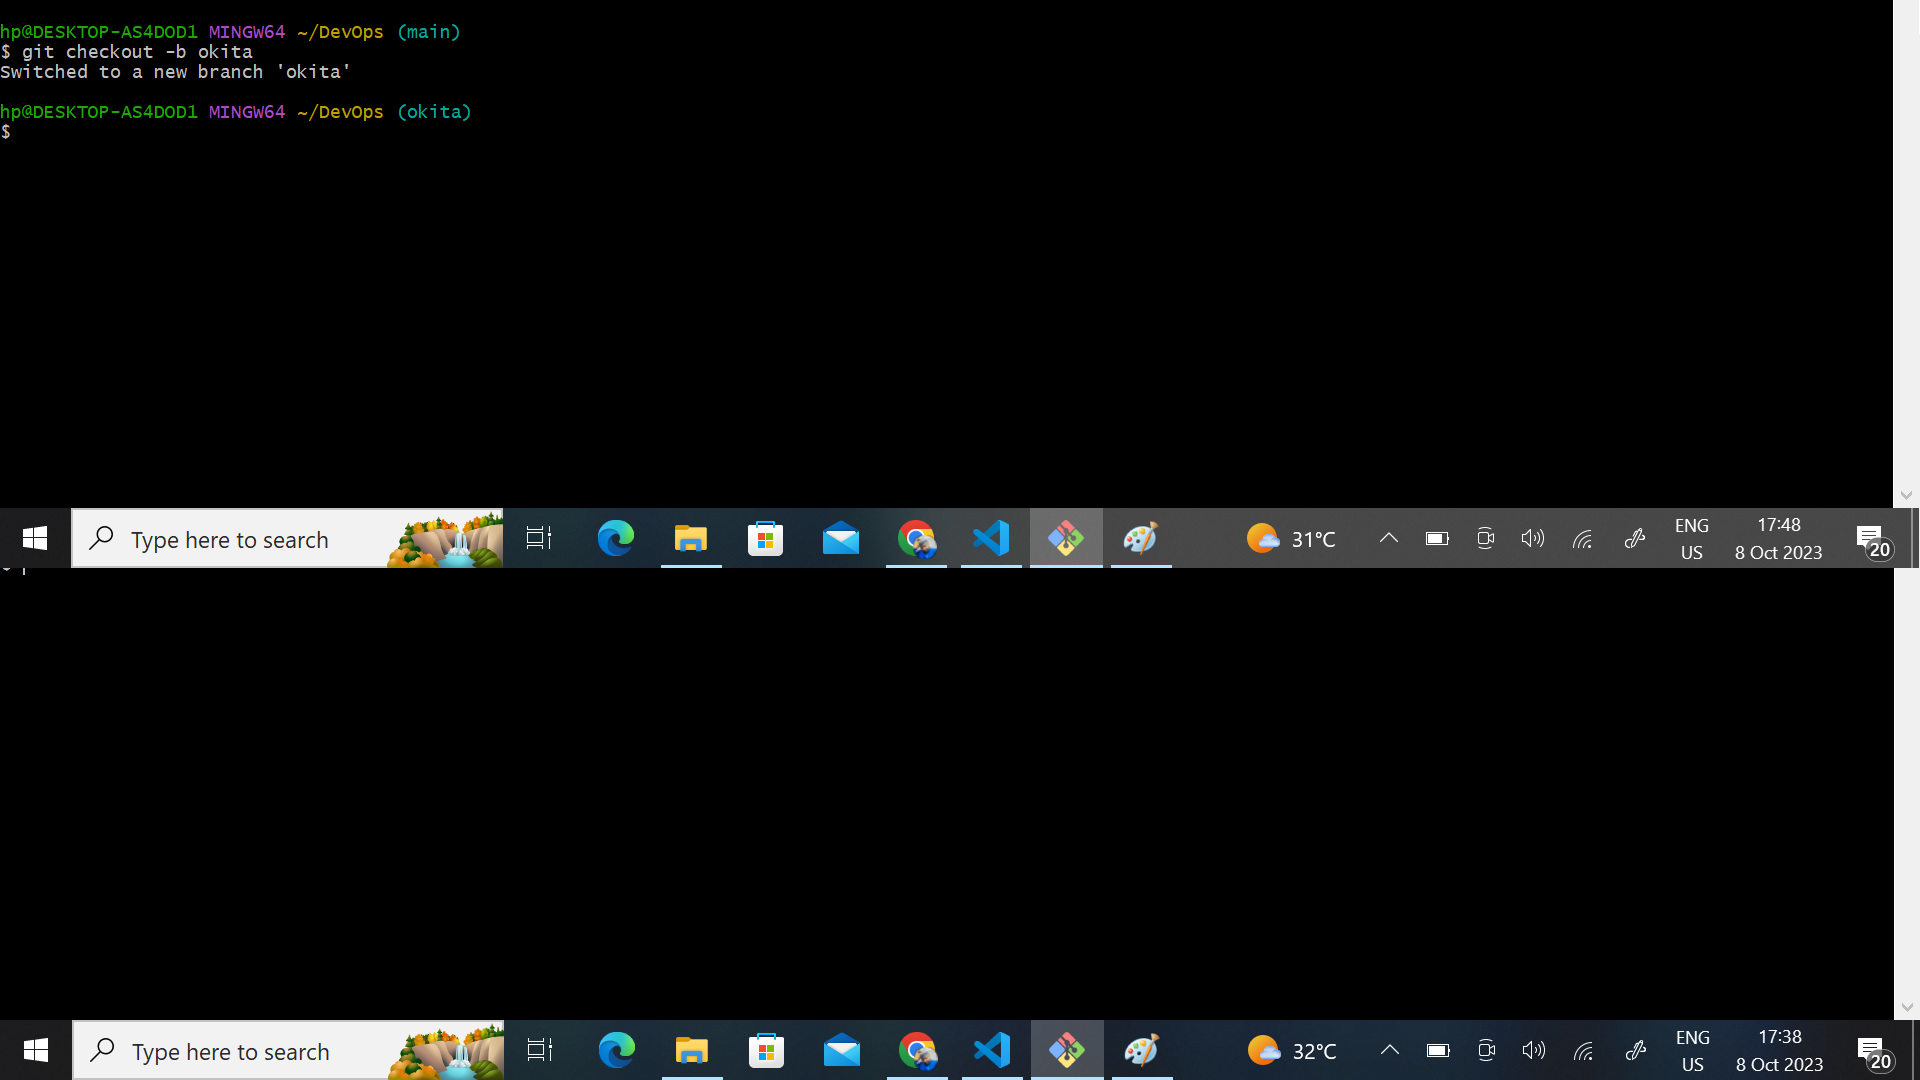 hp@DESKTOP-AS4DOD1 MINGW64 ~/DevOps (main)
$ git checkout -b okita
Switched to a new branch 'okita'
hp@DESKTOP-AS4DOD1 MINGW64 ~/DevOps (okita)
$
Type here to search
31°C
ENG
US
17:48
8 Oct 2023
20
Type here to search
32°C
ENG
US
17:38
8 Oct 2023
20